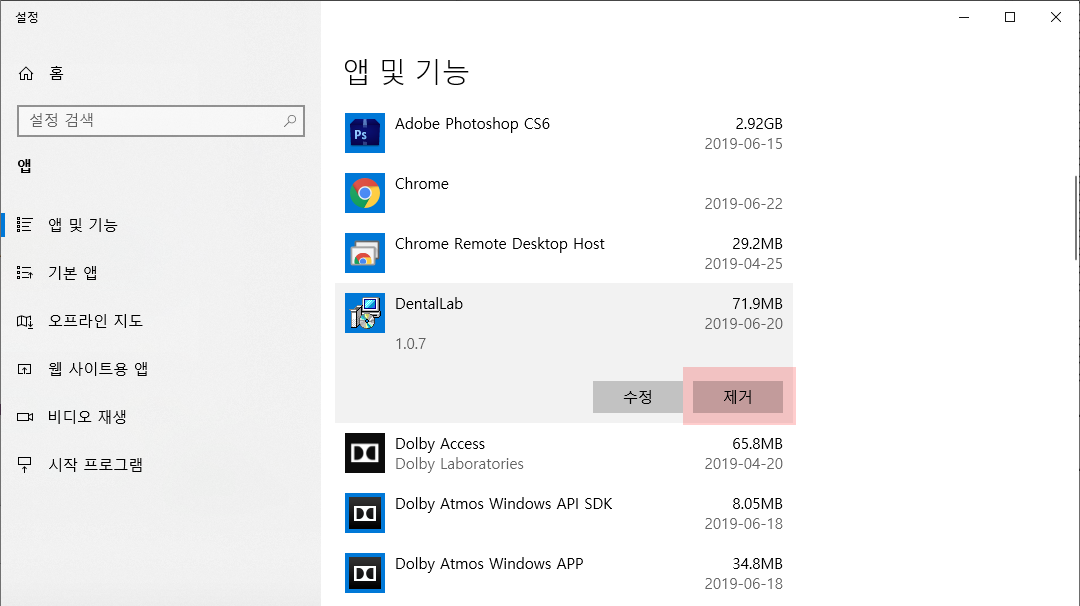 설정
홈
설정 검색
앱
앱 및 기능
기본 앱
오프라인 지도
웹 사이트용 앱
비디오 재생
시작 프로그램
앱 및 기능
Ps
Adobe Photoshop CS6 2.92GB
2019-06-15
Chrome
2019-06-22
Chrome Remote Desktop Host 29.2MB
2019-04-25
DentalLab 71.9MB
2019-06-20
1.0.7
수정 제거
Dolby Access 65.8MB
Dolby Laboratories 2019-04-20
Dolby Atmos Windows API SDK 8.05MB
2019-06-18
Dolby Atmos Windows APP 34.8MB
2019-06-18